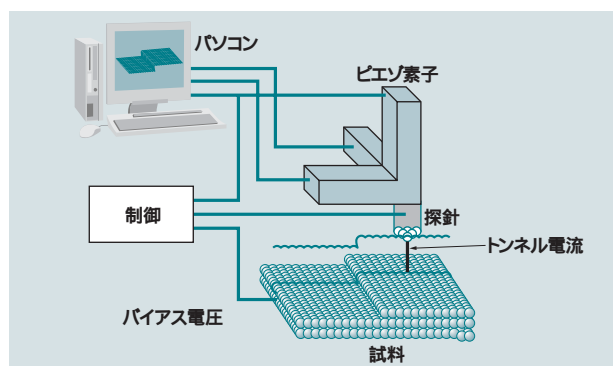 パソコン
ピエゾ素子
制御
探針
トンネル電流
バイアス電圧
試料